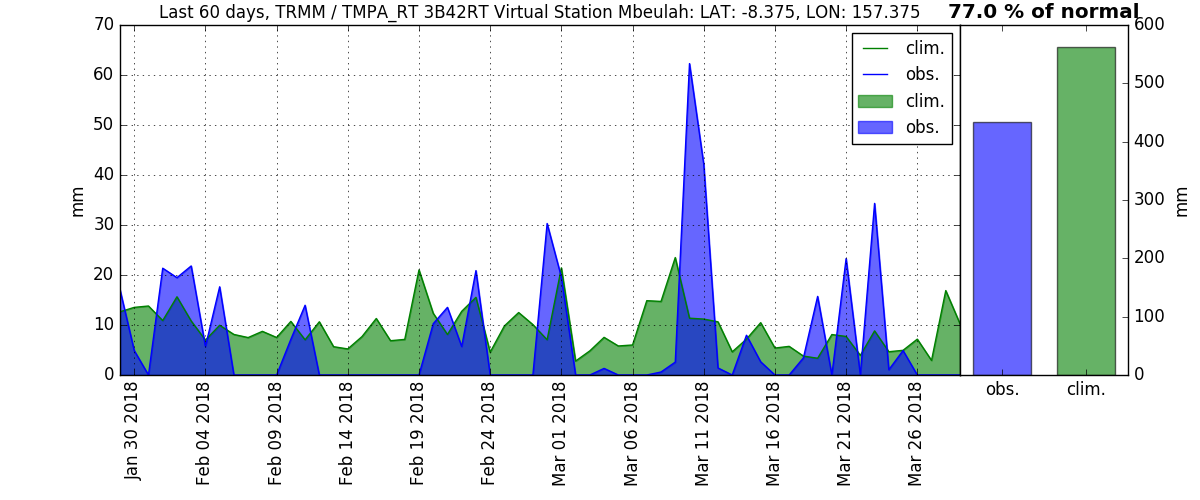 Last 60 days, TRMM / TMPA_RT 3B42RT Virtual Station Mbeulah: LAT: -8.375, LON: 157.375
77.0 % of normal
70
60
50
40
30
20
10
0
mm
clim.
obs.
clim.
obs.
600
500
400
300
200
100
0
mm
obs.
clim.
Jan 30 2018
Feb 04 2018
Feb 09 2018
Feb 14 2018
Feb 19 2018
Feb 24 2018
Mar 01 2018
Mar 06 2018
Mar 11 2018
Mar 16 2018
Mar 21 2018
Mar 26 2018